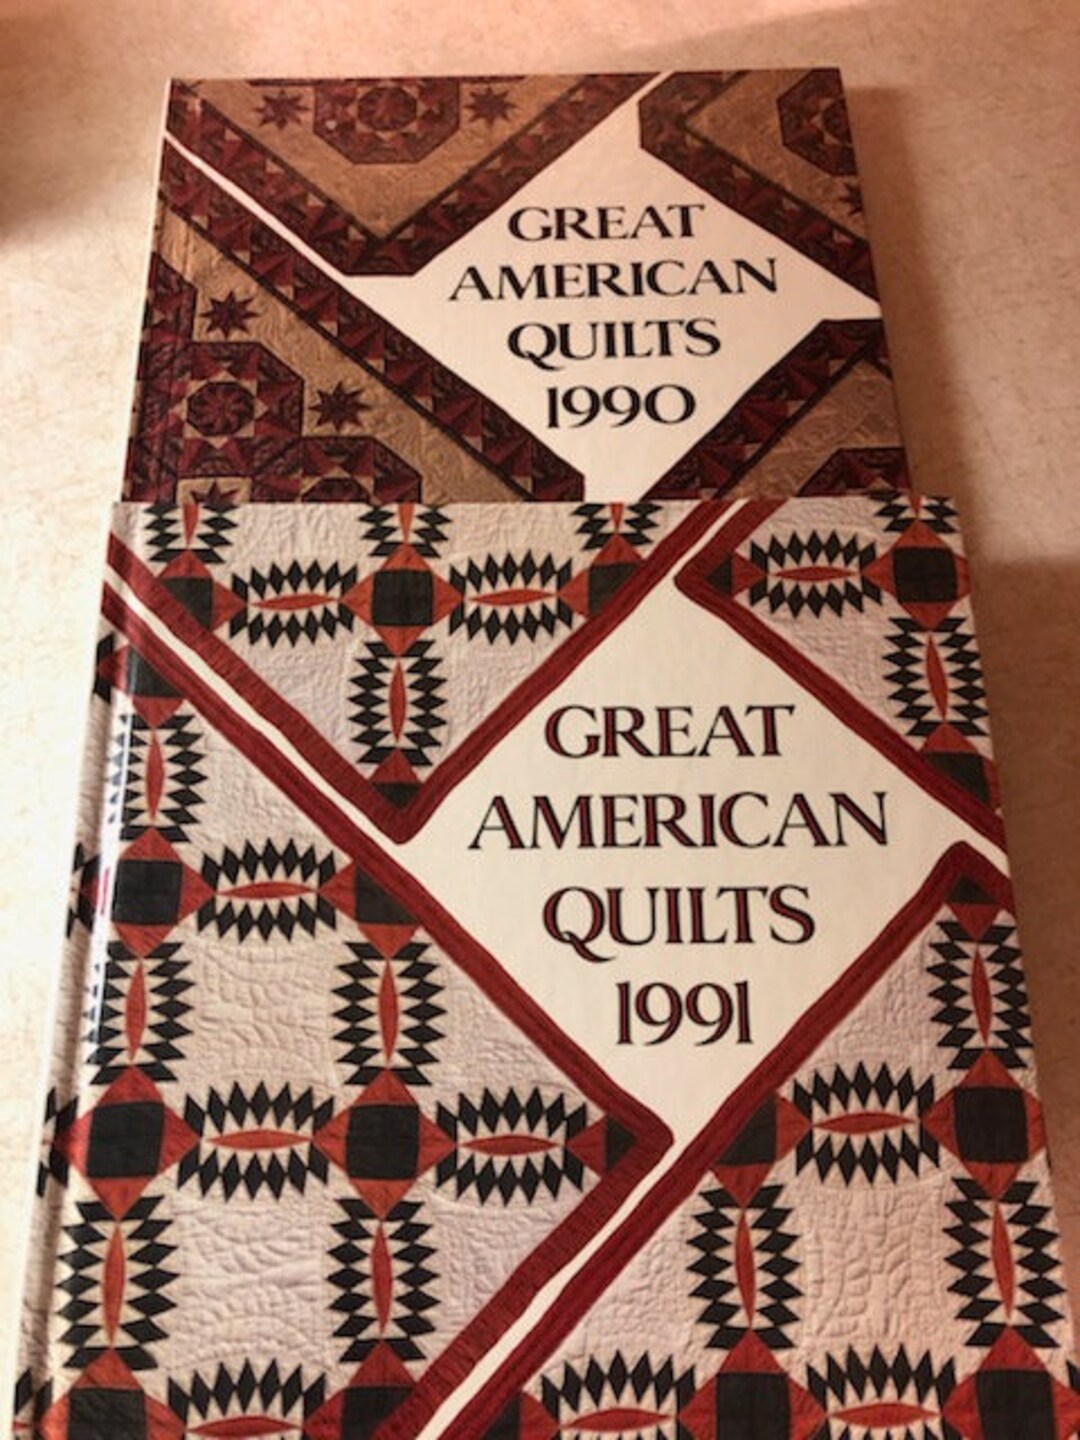 GREAT
AMERICAN
QUILTS
1990
GREAT
AMERICAN
QUILTS
1991